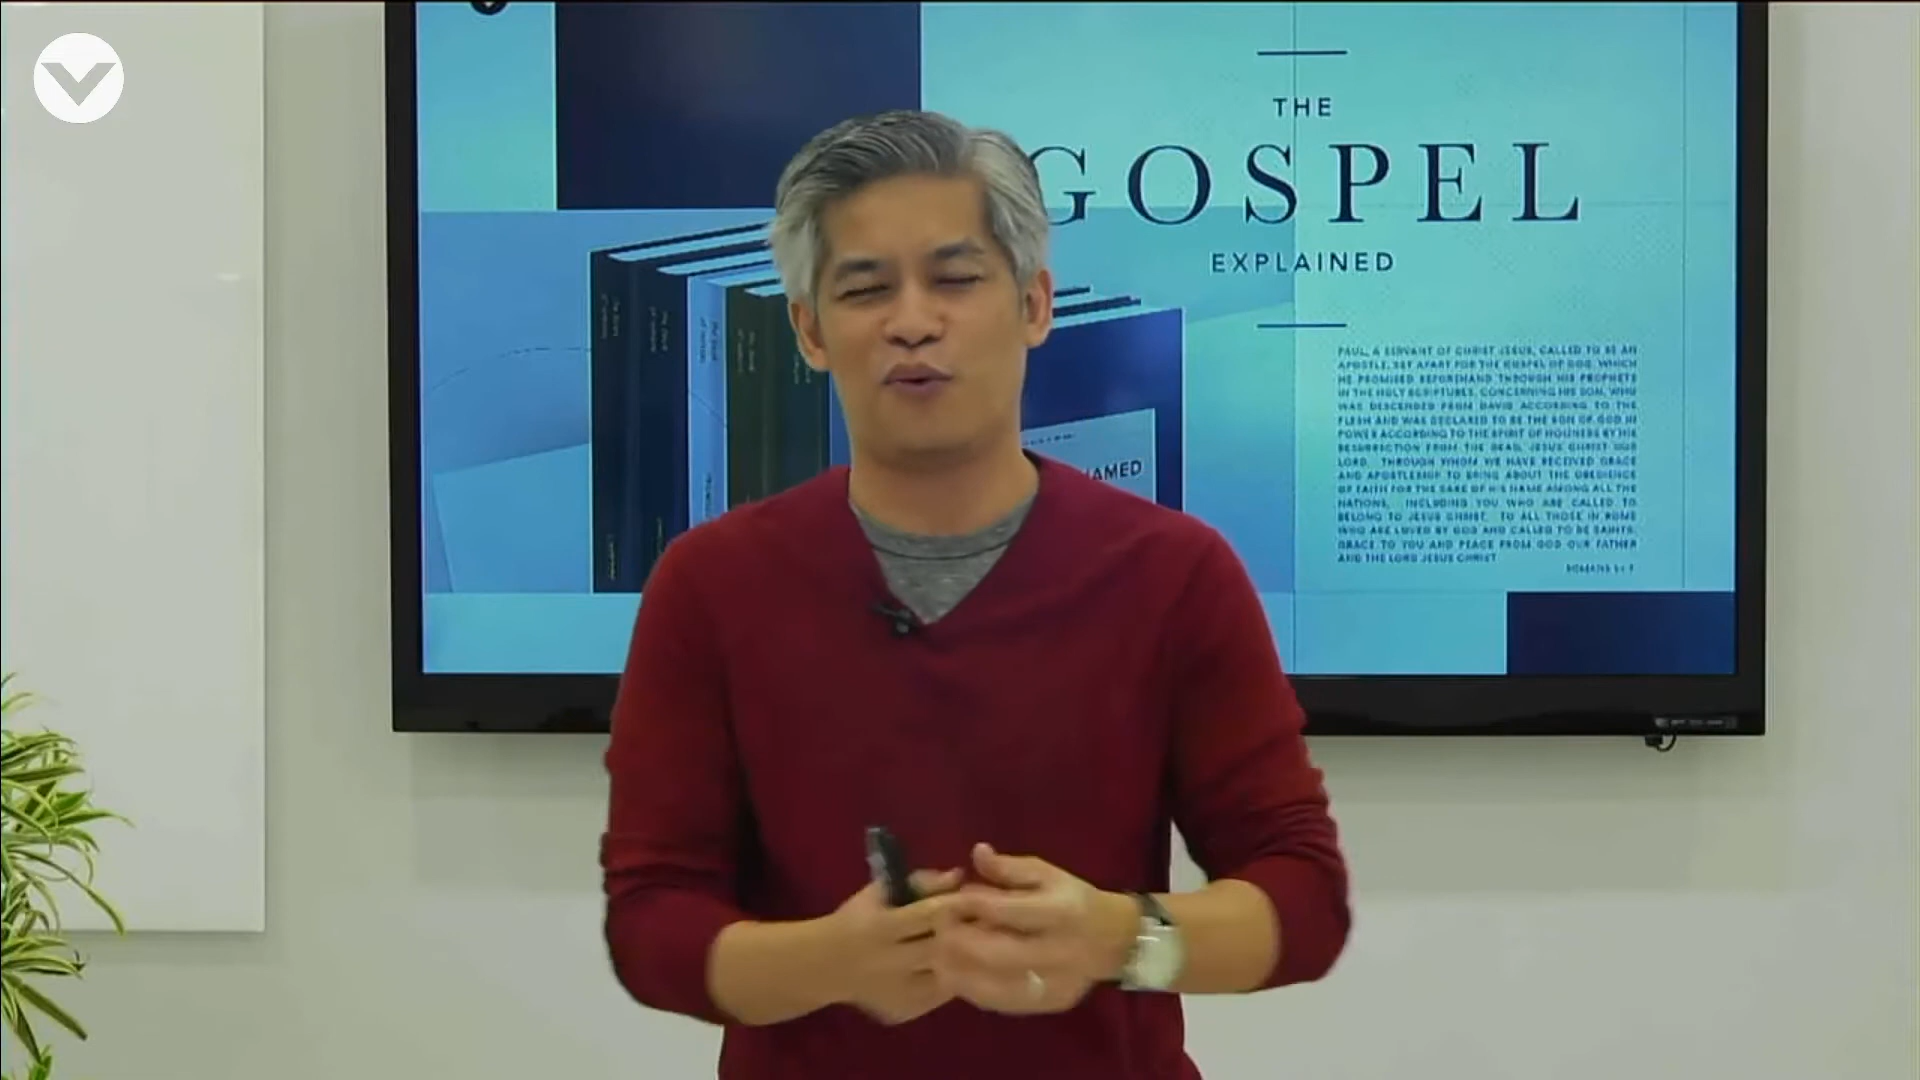 THE
GOSPEL
EXPLAINED
PAUL, A SERVANT OF CHRIST JESUS, CALLED TO BE AN
APOSTLE, SET APART FOR THE GOSPEL OF GOD, WHICH
HE PROMISED BEFOREHAND THROUGH HIS PROPHETS
IN THE HOLY SCRIPTURES, CONCERNING HIS SON, WHO
WAS DESCENDED FROM DAVID ACCORDING TO THE
FLESH AND WAS DECLARED TO BE THE SON OF GOD IN
POWER ACCORDING TO THE SPIRIT OF HOLINESS BY HIS
RESURRECTION FROM THE DEAD, JESUS CHRIST OUR
LORD, THROUGH WHOM WE HAVE RECEIVED GRACE
AND APOSTLESHIP TO BRING ABOUT THE OBEDIENCE
OF FAITH FOR THE SAKE OF HIS NAME AMONG ALL THE
NATIONS, INCLUDING YOU WHO ARE CALLED TO
BELONG TO JESUS CHRIST, TO ALL THOSE IN ROME
WHO ARE LOVED BY GOD AND CALLED TO BE SAINTS:
GRACE TO YOU AND PEACE FROM GOD OUR FATHER
AND THE LORD JESUS CHRIST
ROMANS 1:1-7
AMED